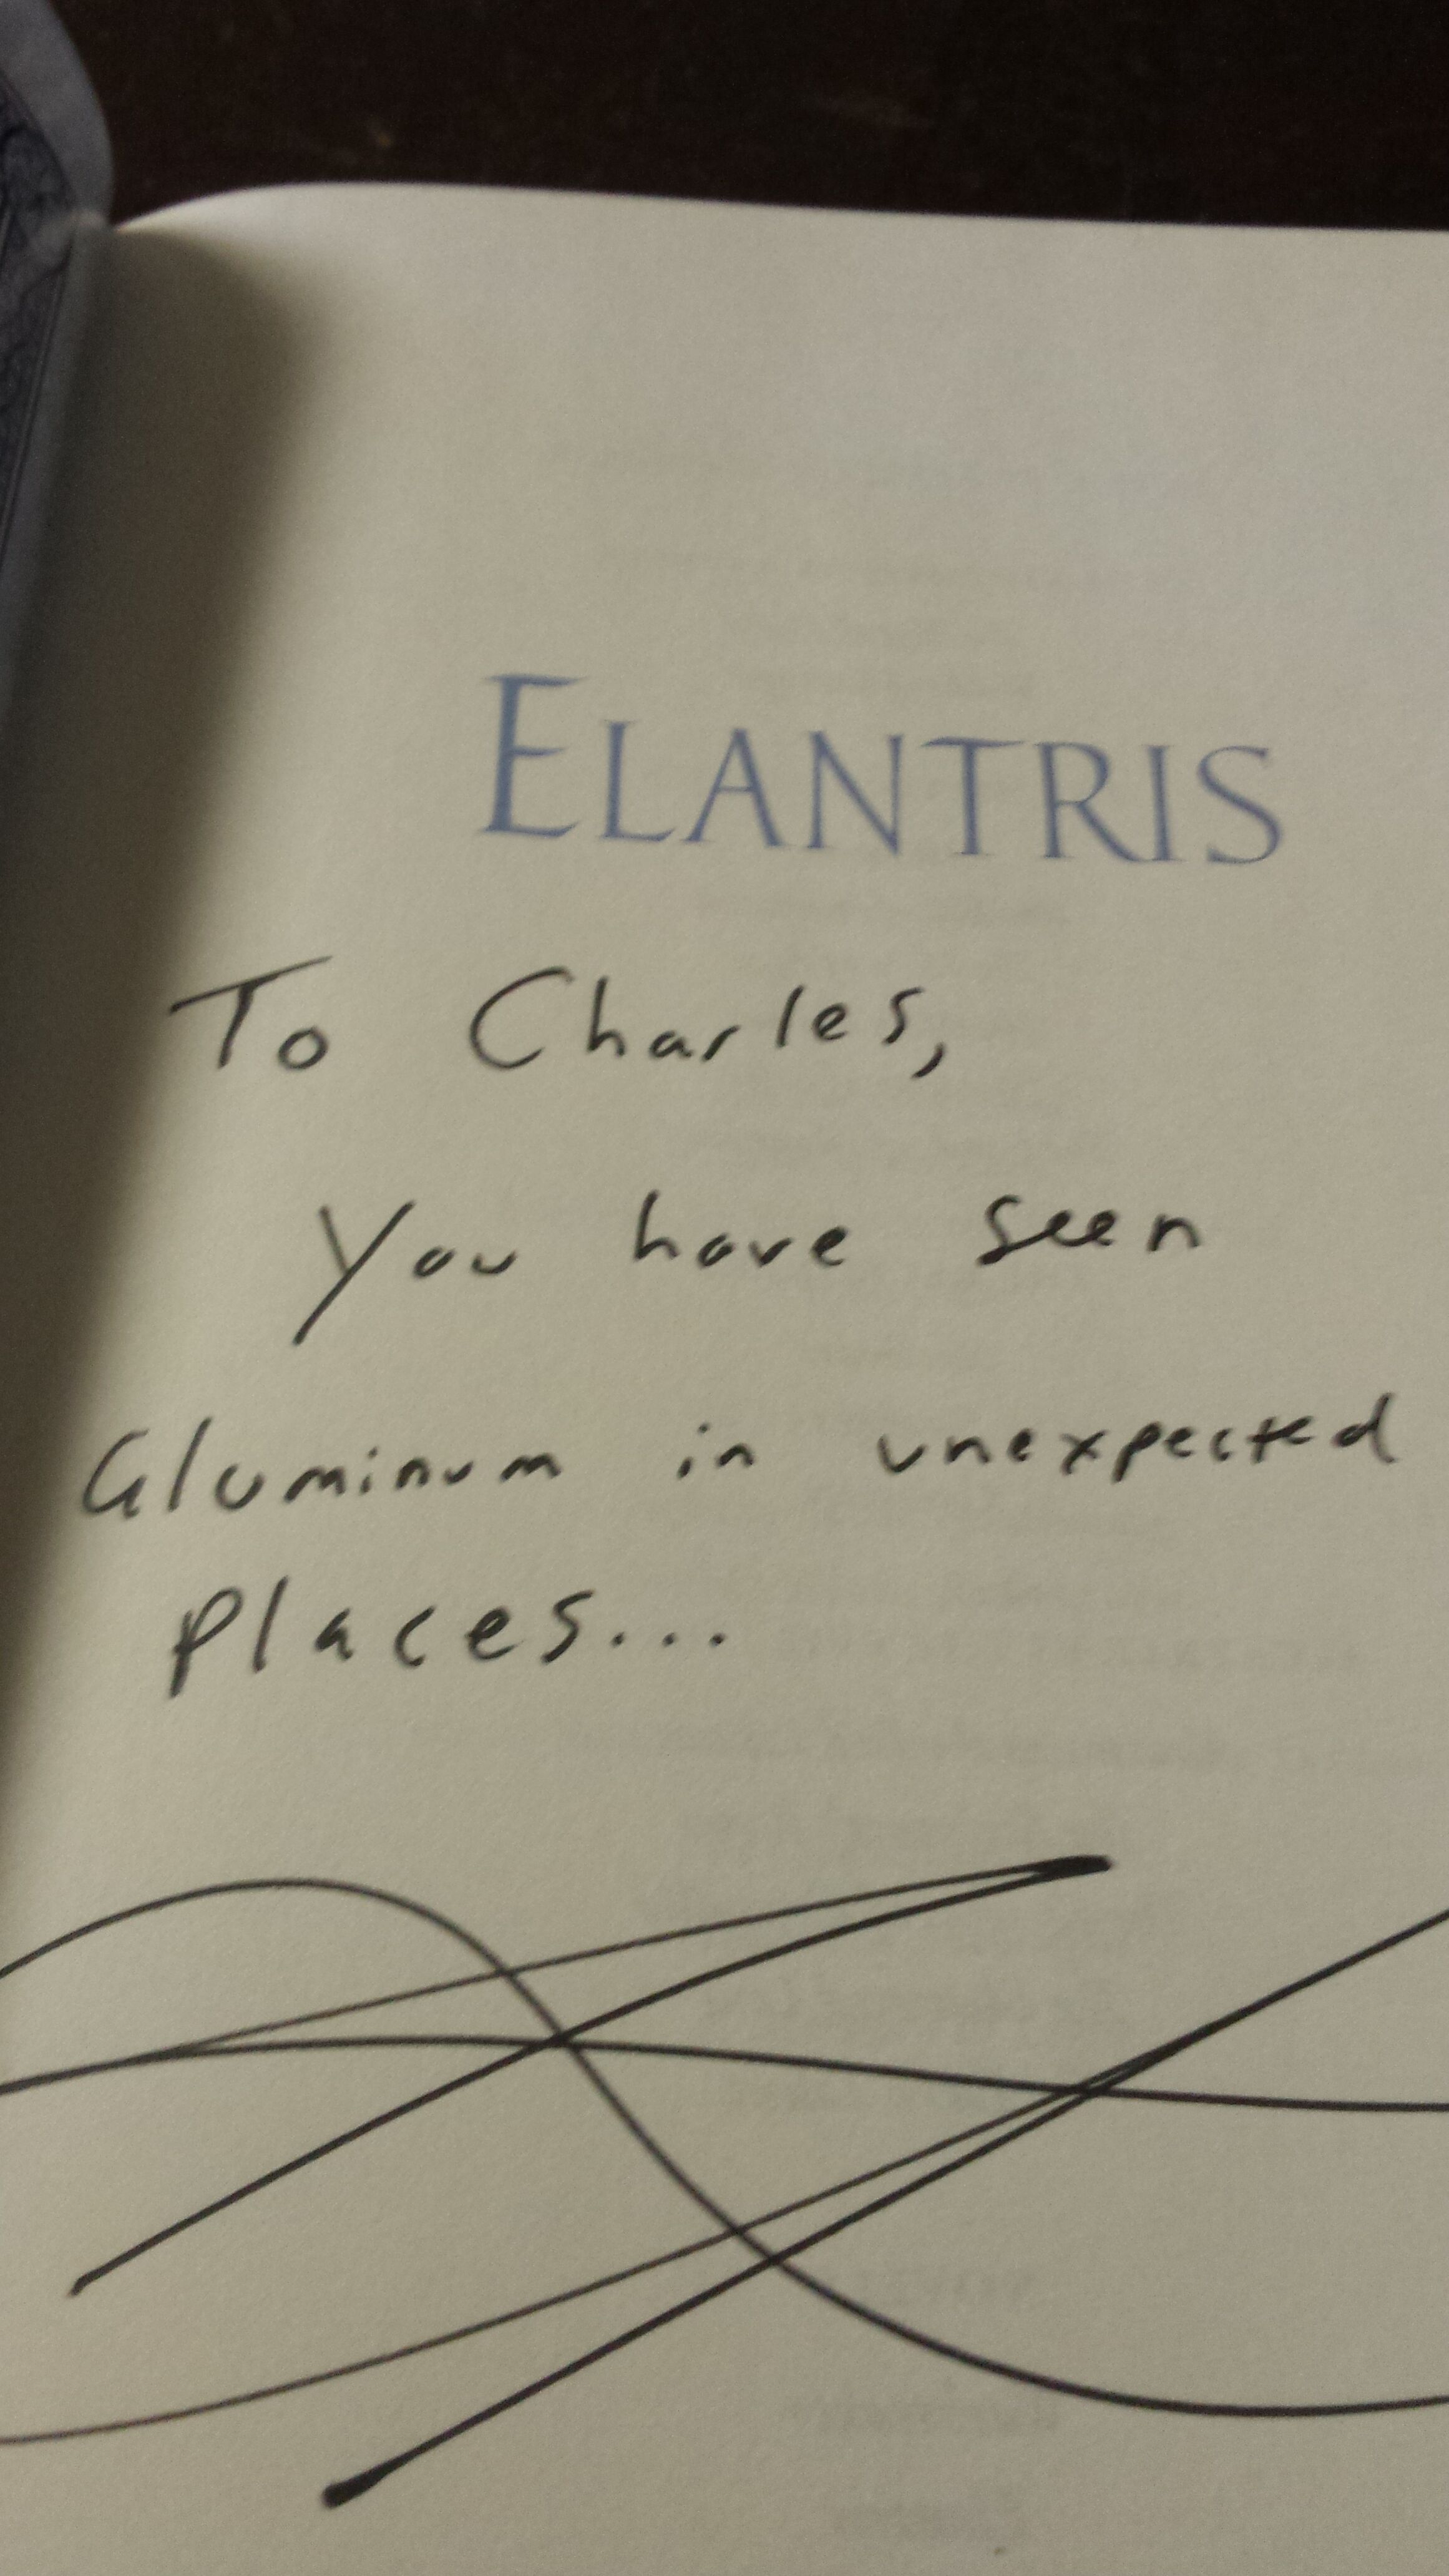 ELANTRIS
To Charles,
You have seen
aluminum in unexpected
places...